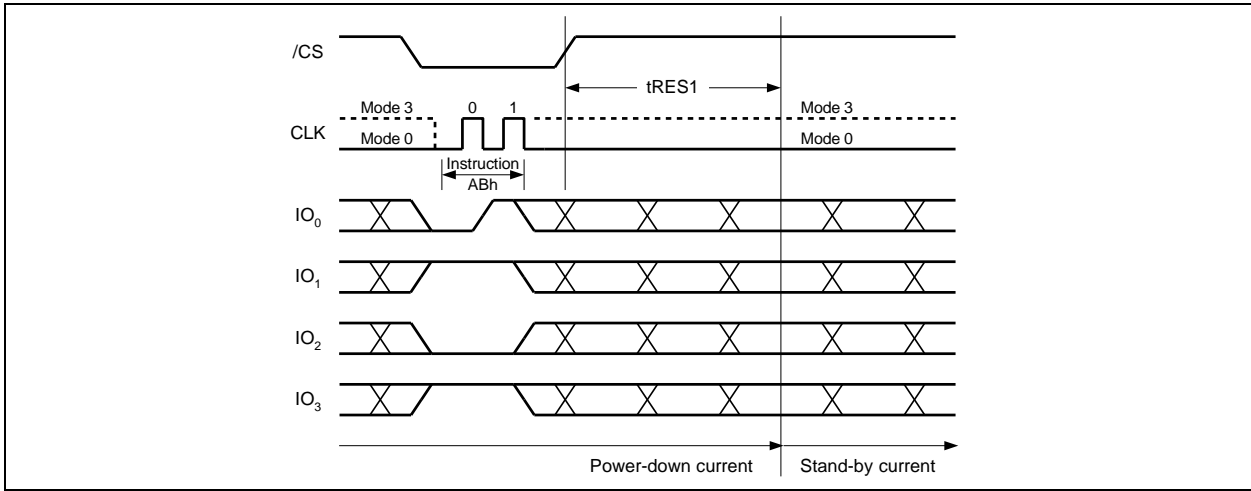 /CS
tRES1
Mode 3 0 1 Mode 3
CLK
Mode 0 Mode 0
Instruction
ABh
IO0
IO1
IO2
IO3
Power-down current Stand-by current